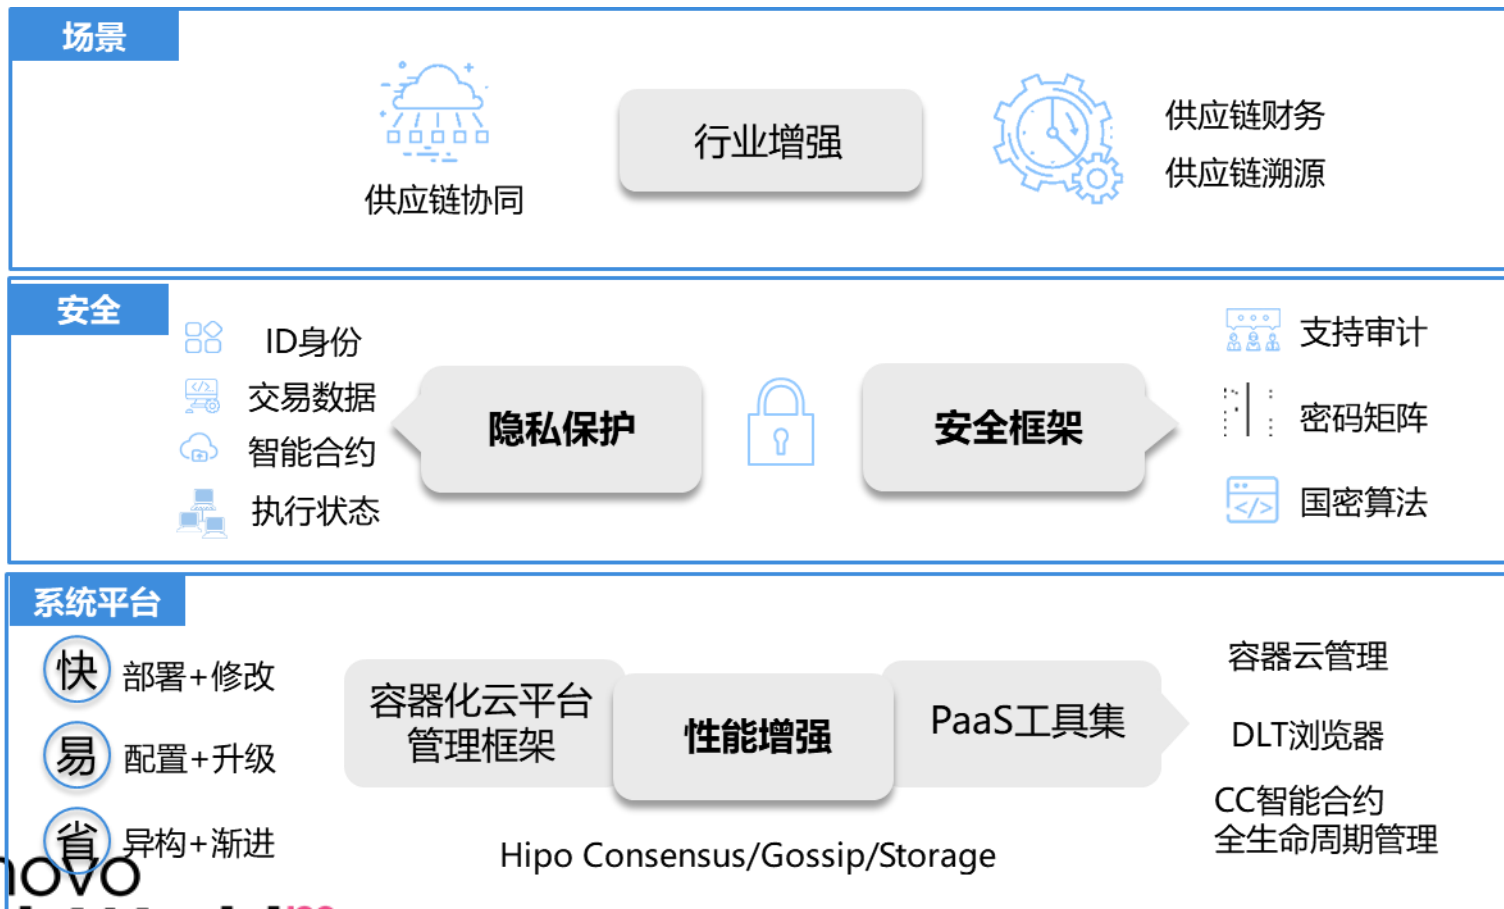 场景
供应链协同
行业增强
供应链财务
供应链溯源
安全
ID身份
交易数据
智能合约
执行状态
隐私保护
安全框架
支持审计
密码矩阵
国密算法
系统平台
快 部署+修改
易 配置+升级
省 异构+渐进
容器化云平台
管理框架
性能增强
PaaS工具集
Hipo Consensus/Gossip/Storage
容器云管理
DLT浏览器
CC智能合约
全生命周期管理
novo